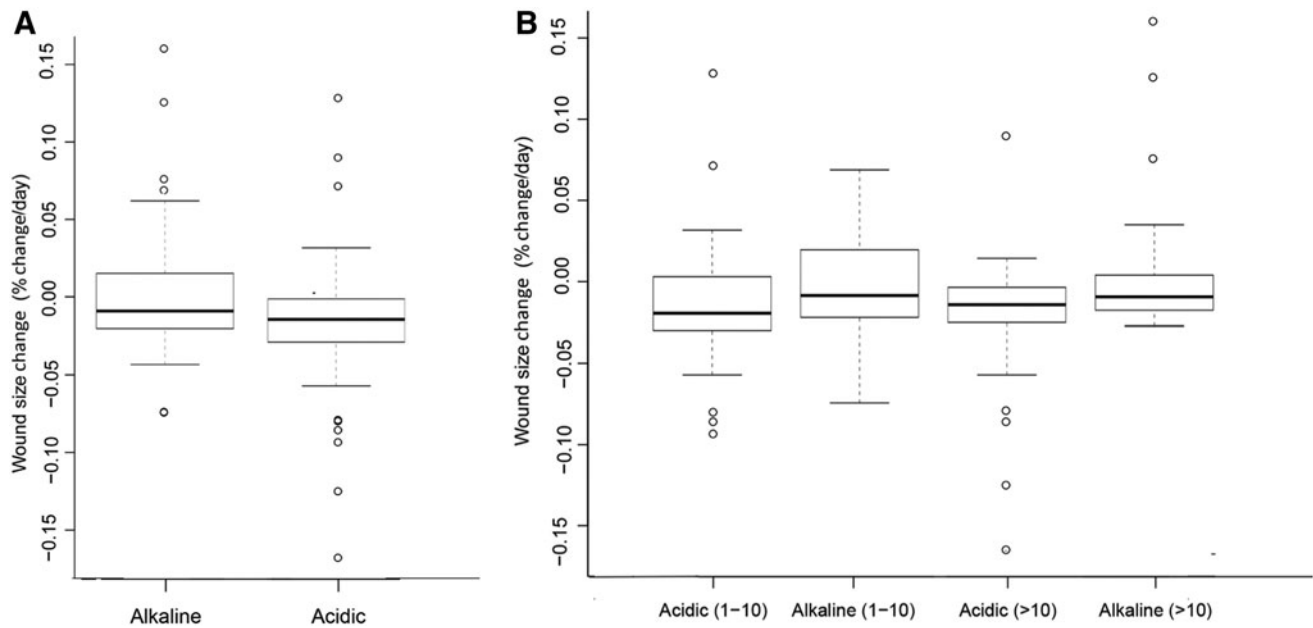 A
Wound size change (% change/day)
0.15
0.10
0.05
0.00
−0.05
−0.10
−0.15
Alkaline
Acidic
B
Wound size change (% change/day)
0.15
0.10
0.05
0.00
−0.05
−0.10
−0.15
Acidic (1−10)
Alkaline (1−10)
Acidic (>10)
Alkaline (>10)